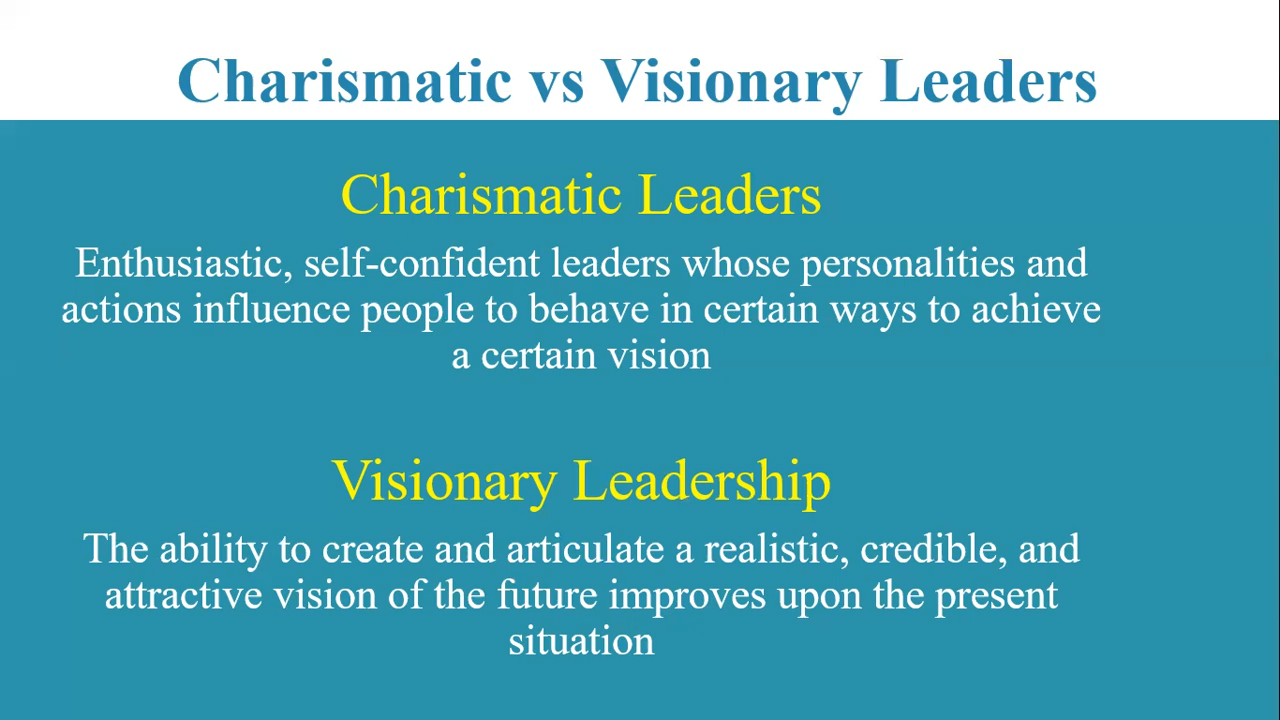 Charismatic vs Visionary Leaders
Charismatic Leaders
Enthusiastic, self-confident leaders whose personalities and
actions influence people to behave in certain ways to achieve
a certain vision
Visionary Leadership
The ability to create and articulate a realistic, credible, and
attractive vision of the future improves upon the present
situation